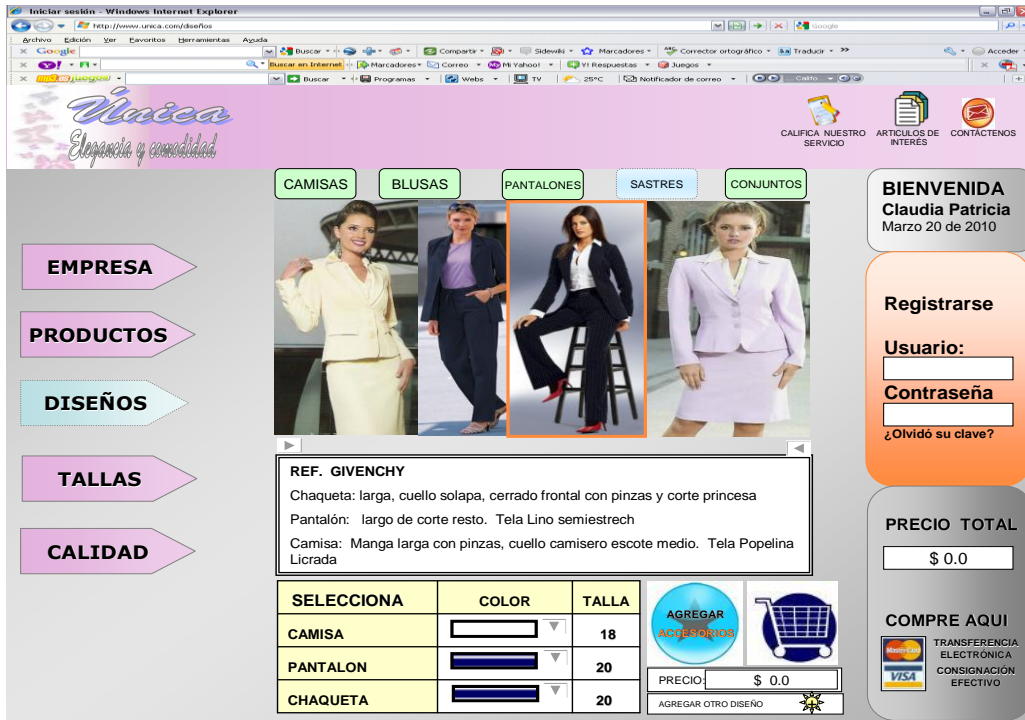 Iniciar sesión - Windows Internet Explorer
http://www.unica.com/diseños
Google
Archivo Edición Ver Favoritos Herramientas Ayuda
Google Buscar Compartir Sidewiki Marcadores Corrector ortográfico Traducir Acceder
Y! Buscar en Internet Marcadores Correo Mi Yahoo! Respuestas Juegos
Buscar Programas Webs TV 25°C Notificador de correo
Única
Elegancia y comodidad
CALIFICA NUESTRO
SERVICIO
ARTICULOS DE
INTERÉS
CONTÁCTENOS
CAMISAS BLUSAS PANTALONES SASTRES CONJUNTOS
BIENVENIDA
Claudia Patricia
Marzo 20 de 2010
EMPRESA
PRODUCTOS
DISEÑOS
TALLAS
CALIDAD
Registrarse
Usuario:
Contraseña
¿Olvidó su clave?
REF. GIVENCHY
Chaqueta: larga, cuello solapa, cerrado frontal con pinzas y corte princesa
Pantalón: largo de corte resto. Tela Lino semiestrech
Camisa: Manga larga con pinzas, cuello camisero escote medio. Tela Popelina
Licrada
SELECCIONA COLOR TALLA
CAMISA 18
PANTALON 20
CHAQUETA 20
AGREGAR
ACCESORIOS
PRECIO: $ 0.0
AGREGAR OTRO DISEÑO
PRECIO TOTAL
$ 0.0
COMPRE AQUI
MasterCard
VISA
TRANSFERENCIA
ELECTRÓNICA
CONSIGNACIÓN
EFECTIVO